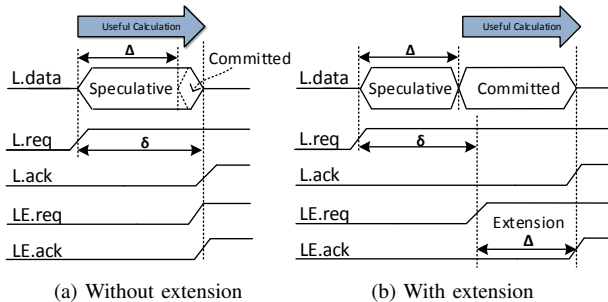 Useful Calculation
Δ
Committed
L.data
Speculative
L.req
δ
L.ack
LE.req
LE.ack
(a) Without extension
Useful Calculation
Δ
L.data
Speculative
Committed
L.req
δ
L.ack
LE.req
Extension
Δ
LE.ack
(b) With extension